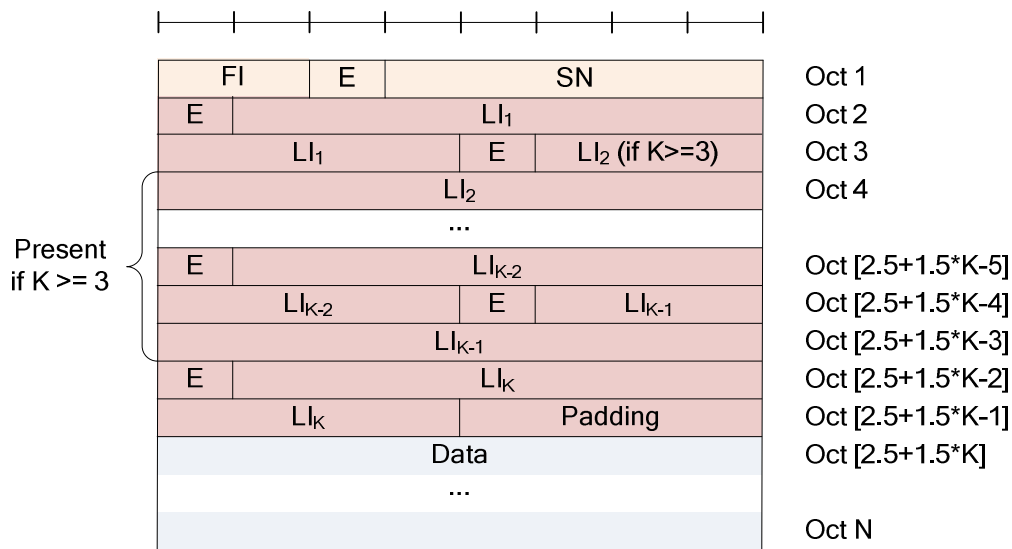 FI E SN Oct 1
E LI1 Oct 2
LI1 E LI2 (if K>=3) Oct 3
LI2 Oct 4
...
Present
if K >= 3
E LIK-2 Oct [2.5+1.5*K-5]
LIK-2 E LIK-1 Oct [2.5+1.5*K-4]
LIK-1 Oct [2.5+1.5*K-3]
E LIK Oct [2.5+1.5*K-2]
LIK Padding Oct [2.5+1.5*K-1]
Data Oct [2.5+1.5*K]
...
Oct N